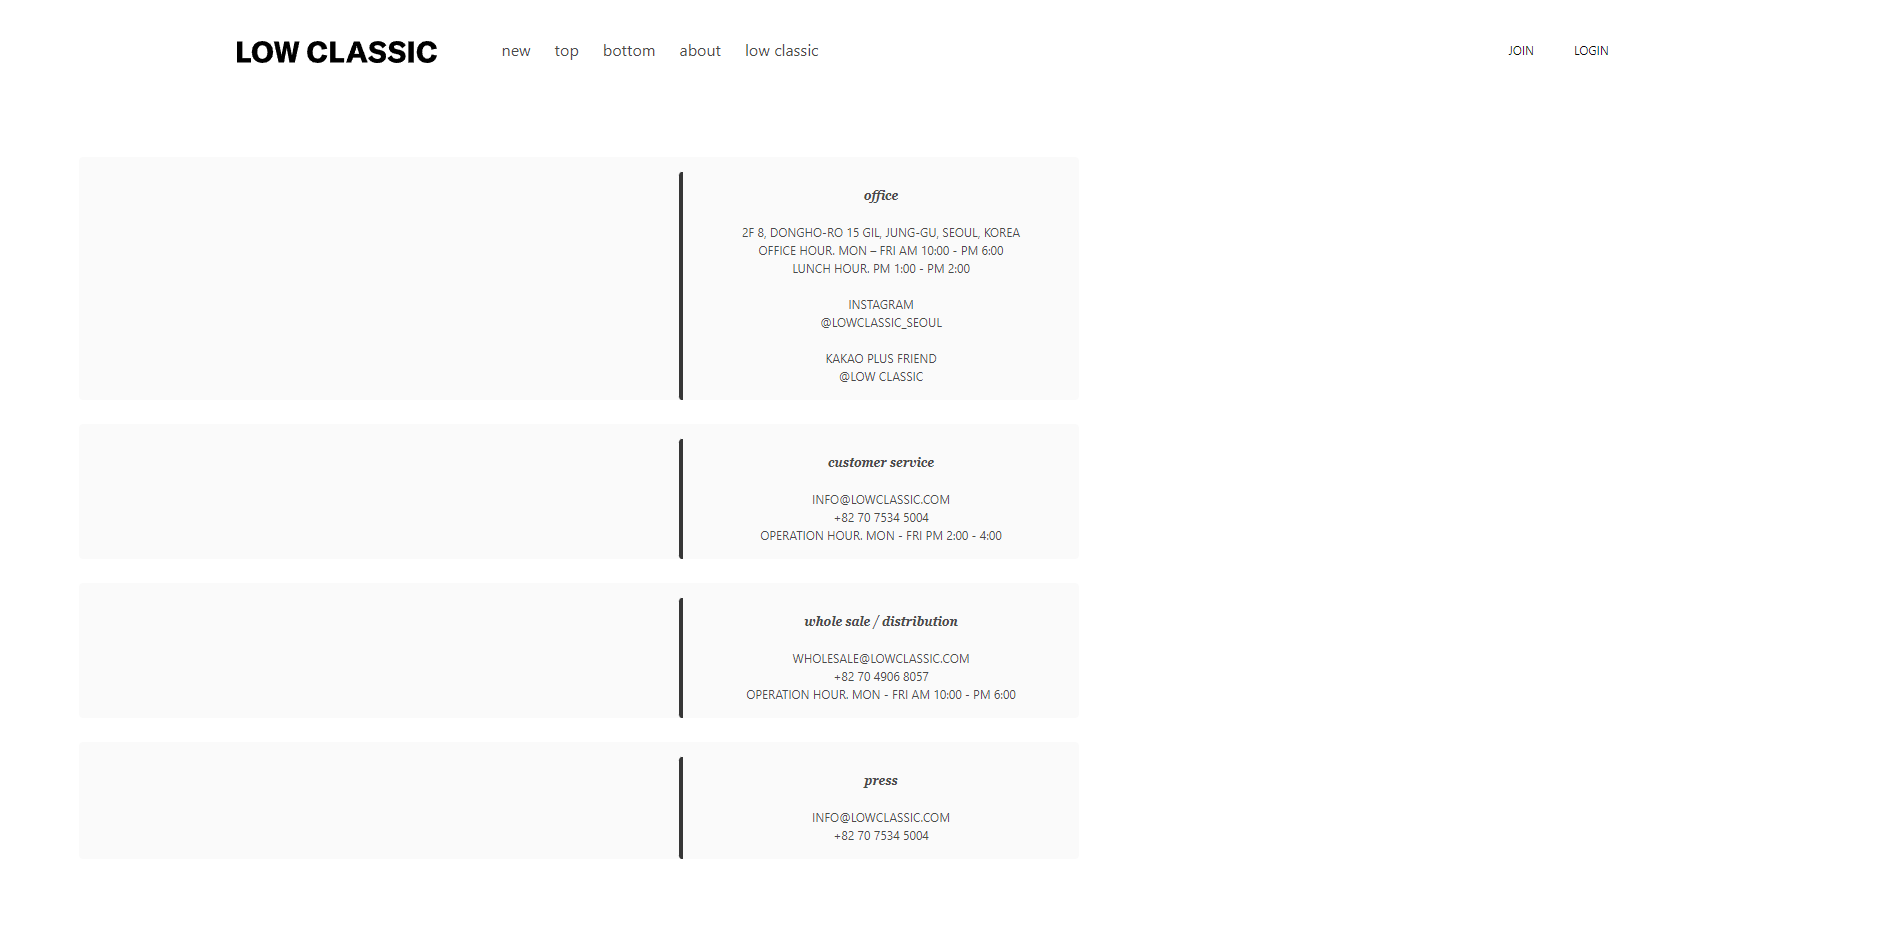 LOW CLASSIC
new top bottom about low classic
JOIN LOGIN
office
2F 8, DONGHO-RO 15 GIL, JUNG-GU, SEOUL, KOREA
OFFICE HOUR. MON – FRI AM 10:00 - PM 6:00
LUNCH HOUR. PM 1:00 - PM 2:00
INSTAGRAM
@LOWCLASSIC_SEOUL
KAKAO PLUS FRIEND
@LOW CLASSIC
customer service
INFO@LOWCLASSIC.COM
+82 70 7534 5004
OPERATION HOUR. MON - FRI PM 2:00 - 4:00
whole sale / distribution
WHOLESALE@LOWCLASSIC.COM
+82 70 4906 8057
OPERATION HOUR. MON - FRI AM 10:00 - PM 6:00
press
INFO@LOWCLASSIC.COM
+82 70 7534 5004